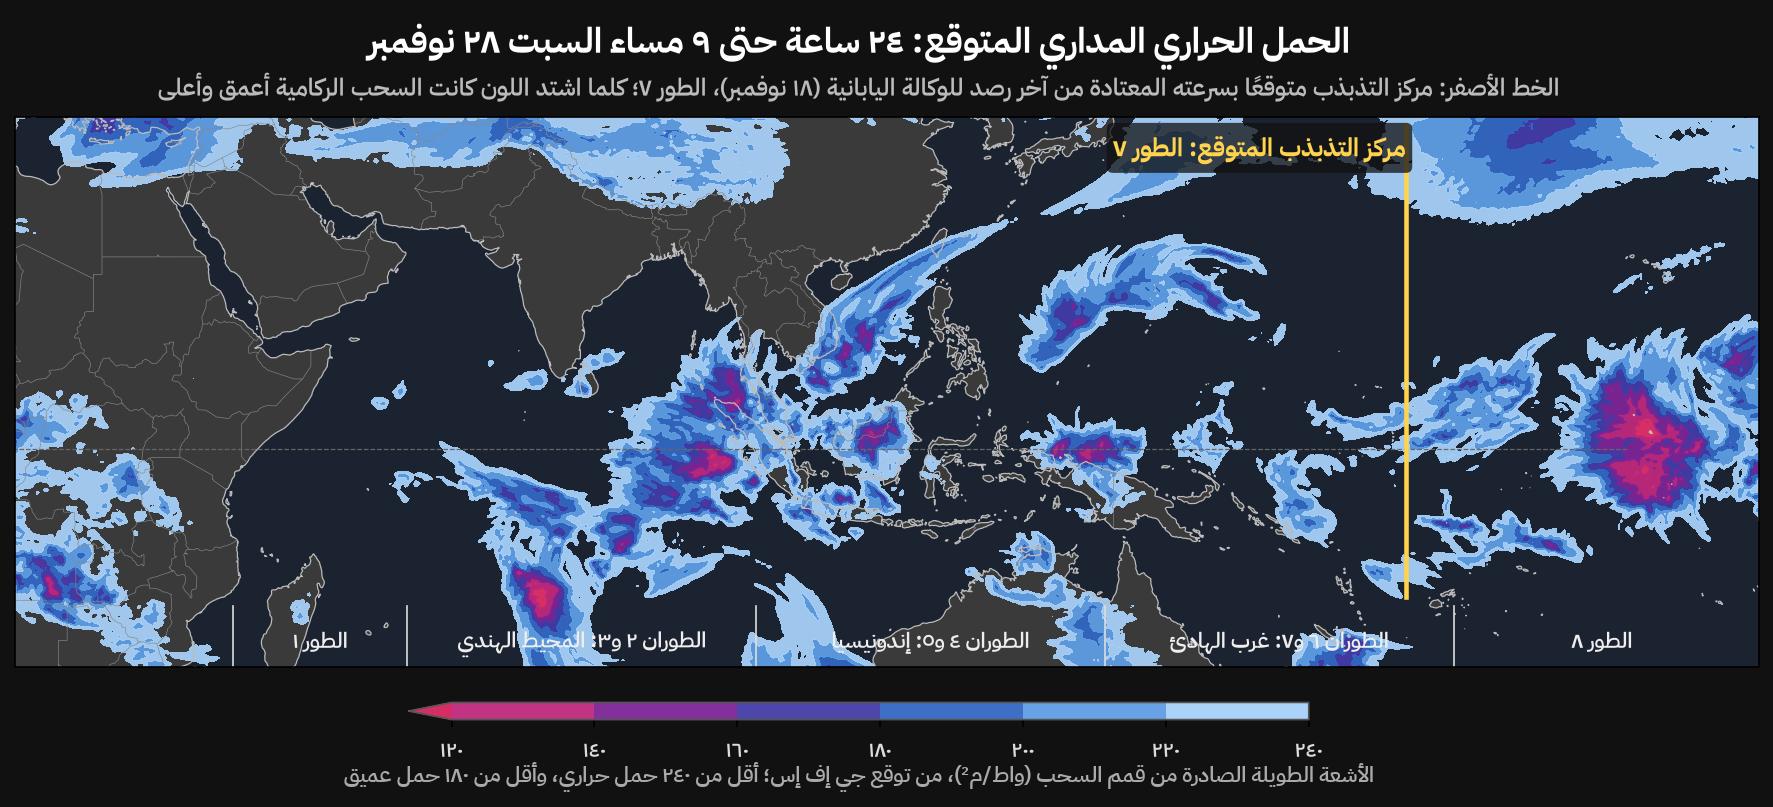 الحمل الحراري المداري المتوقع: ٢٤ ساعة حتى ٩ مساء السبت ٢٨ نوفمبر
الخط الأصفر: مركز التذبذب متوقعًا بسرعته المعتادة من آخر رصد للوكالة اليابانية (١٨ نوفمبر)، الطور ٧؛ كلما اشتد اللون كانت السحب الركامية أعمق وأعلى
مركز التذبذب المتوقع: الطور ٧
الطور ١
الطوران ٢ و٣: المحيط الهندي
الطوران ٤ و٥: إندونيسيا
الطوران ٦ و٧: غرب الهادئ
الطور ٨
١٢٠ ١٤٠ ١٦٠ ١٨٠ ٢٠٠ ٢٢٠ ٢٤٠
الأشعة الطويلة الصادرة من قمم السحب (واط/م²)، من توقع جي إف إس؛ أقل من ٢٤٠ حمل حراري، وأقل من ١٨٠ حمل عميق